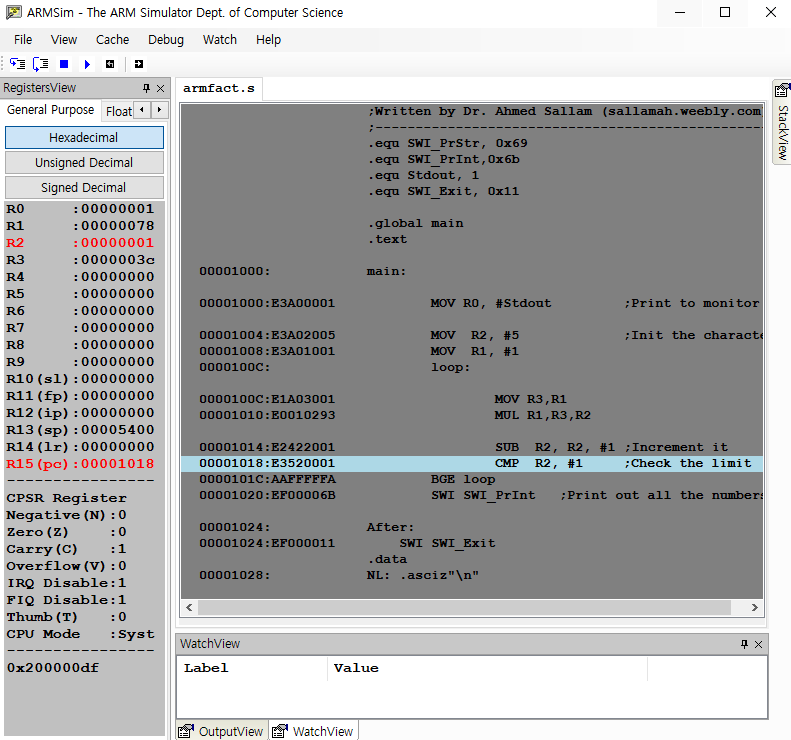 ARMSim - The ARM Simulator Dept. of Computer Science
File View Cache Debug Watch Help
RegistersView
General Purpose Float
Hexadecimal
Unsigned Decimal
Signed Decimal
R0 :00000001
R1 :00000078
R2 :00000001
R3 :0000003c
R4 :00000000
R5 :00000000
R6 :00000000
R7 :00000000
R8 :00000000
R9 :00000000
R10(sl):00000000
R11(fp):00000000
R12(ip):00000000
R13(sp):00005400
R14(lr):00000000
R15(pc):00001018
----------------
CPSR Register
Negative(N):0
Zero(Z) :0
Carry(C) :1
Overflow(V):0
IRQ Disable:1
FIQ Disable:1
Thumb(T) :0
CPU Mode :Syst
----------------
0x200000df
armfact.s
;Written by Dr. Ahmed Sallam (sallamah.weebly.com
;------------------------------------------------
.equ SWI_PrStr, 0x69
.equ SWI_PrInt,0x6b
.equ Stdout, 1
.equ SWI_Exit, 0x11
.global main
.text
00001000: main:
00001000:E3A00001 MOV R0, #Stdout ;Print to monitor
00001004:E3A02005 MOV R2, #5 ;Init the characte
00001008:E3A01001 MOV R1, #1
0000100C: loop:
0000100C:E1A03001 MOV R3,R1
00001010:E0010293 MUL R1,R3,R2
00001014:E2422001 SUB R2, R2, #1 ;Increment it
00001018:E3520001 CMP R2, #1 ;Check the limit
0000101C:AAFFFFFA BGE loop
00001020:EF00006B SWI SWI_PrInt ;Print out all the numbers
00001024: After:
00001024:EF000011 SWI SWI_Exit
.data
00001028: NL: .asciz"\n"
StackView
WatchView
Label Value
OutputView WatchView